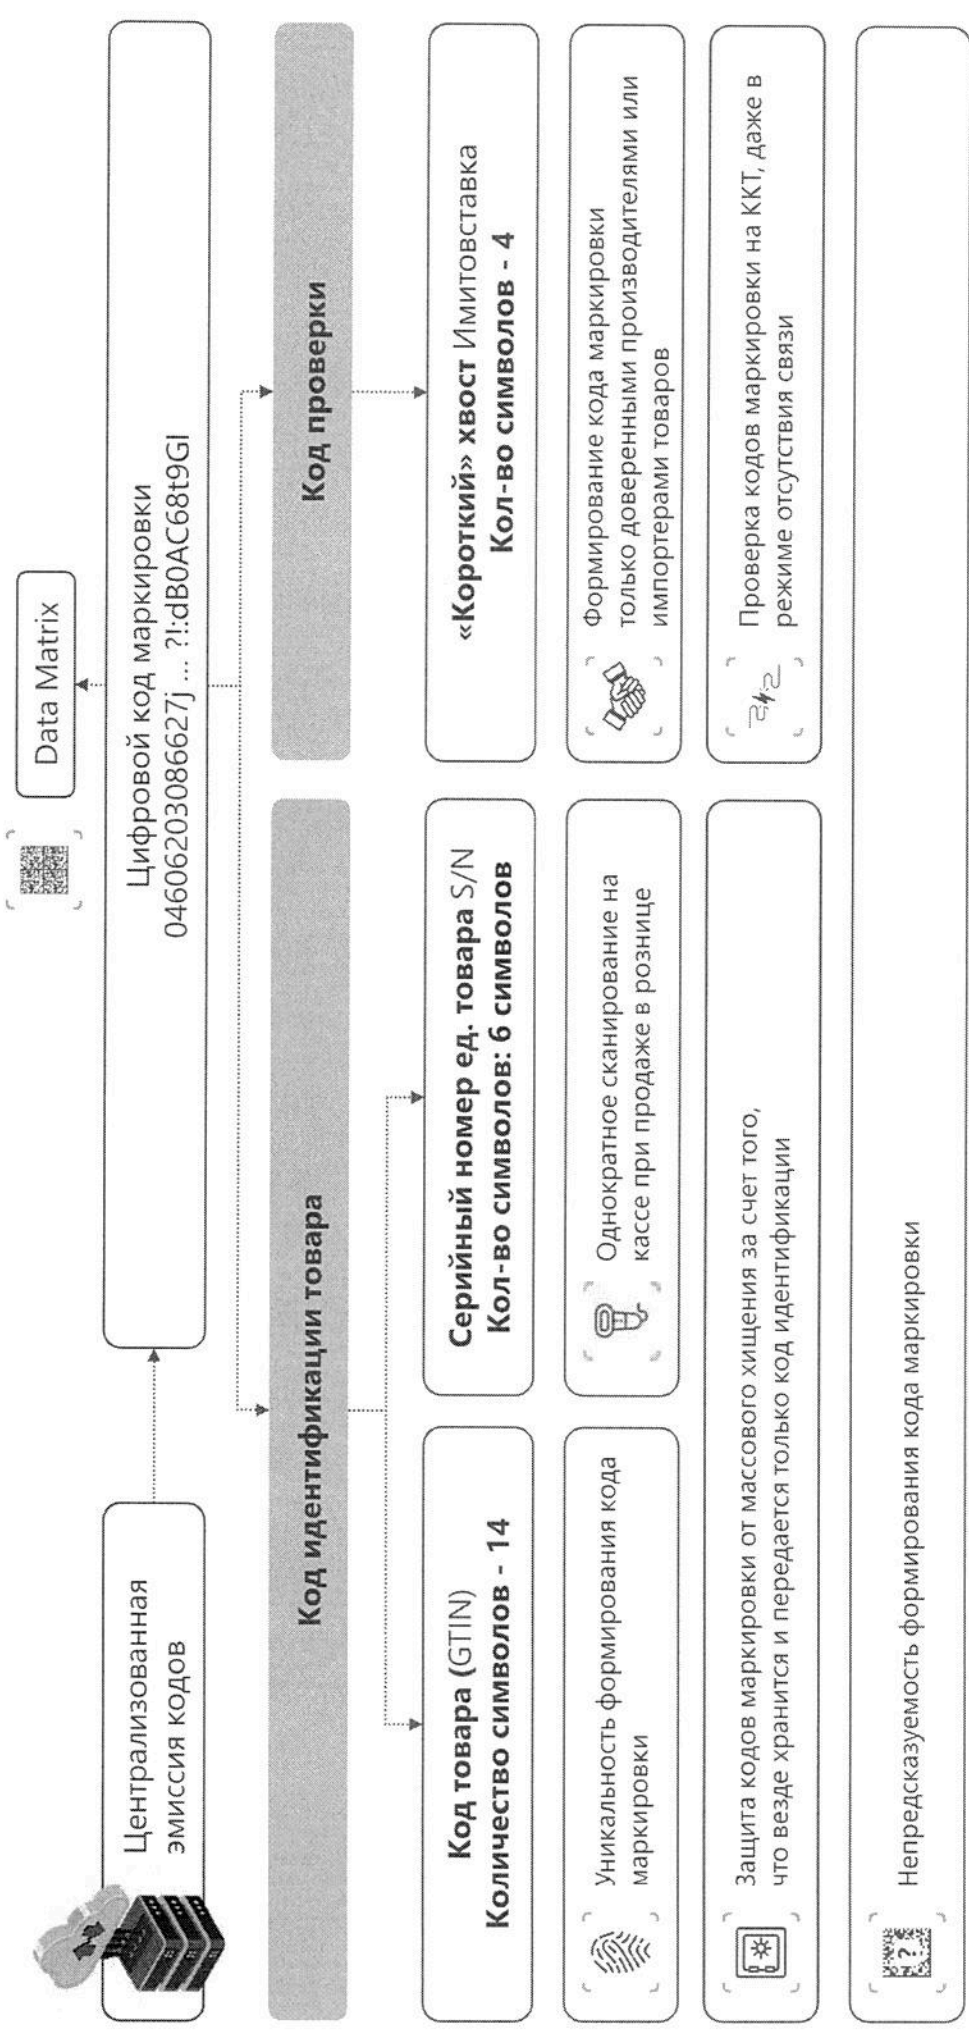 Data Matrix
Централизованная
эмиссия кодов
Цифровой код маркировки
04606203086627j ... ?!:dB0AC68t9GI
Код идентификации товара
Код проверки
Код товара (GTIN)
Количество символов - 14
Серийный номер ед. товара S/N
Кол-во символов: 6 символов
«Короткий» хвост Имитовставка
Кол-во символов - 4
Уникальность формирования кода
маркировки
Однократное сканирование на
кассе при продаже в рознице
Формирование кода маркировки
только доверенными производителями или
импортерами товаров
Защита кодов маркировки от массового хищения за счет того,
что везде хранится и передается только код идентификации
Проверка кодов маркировки на ККТ, даже в
режиме отсутствия связи
?
Непредсказуемость формирования кода маркировки